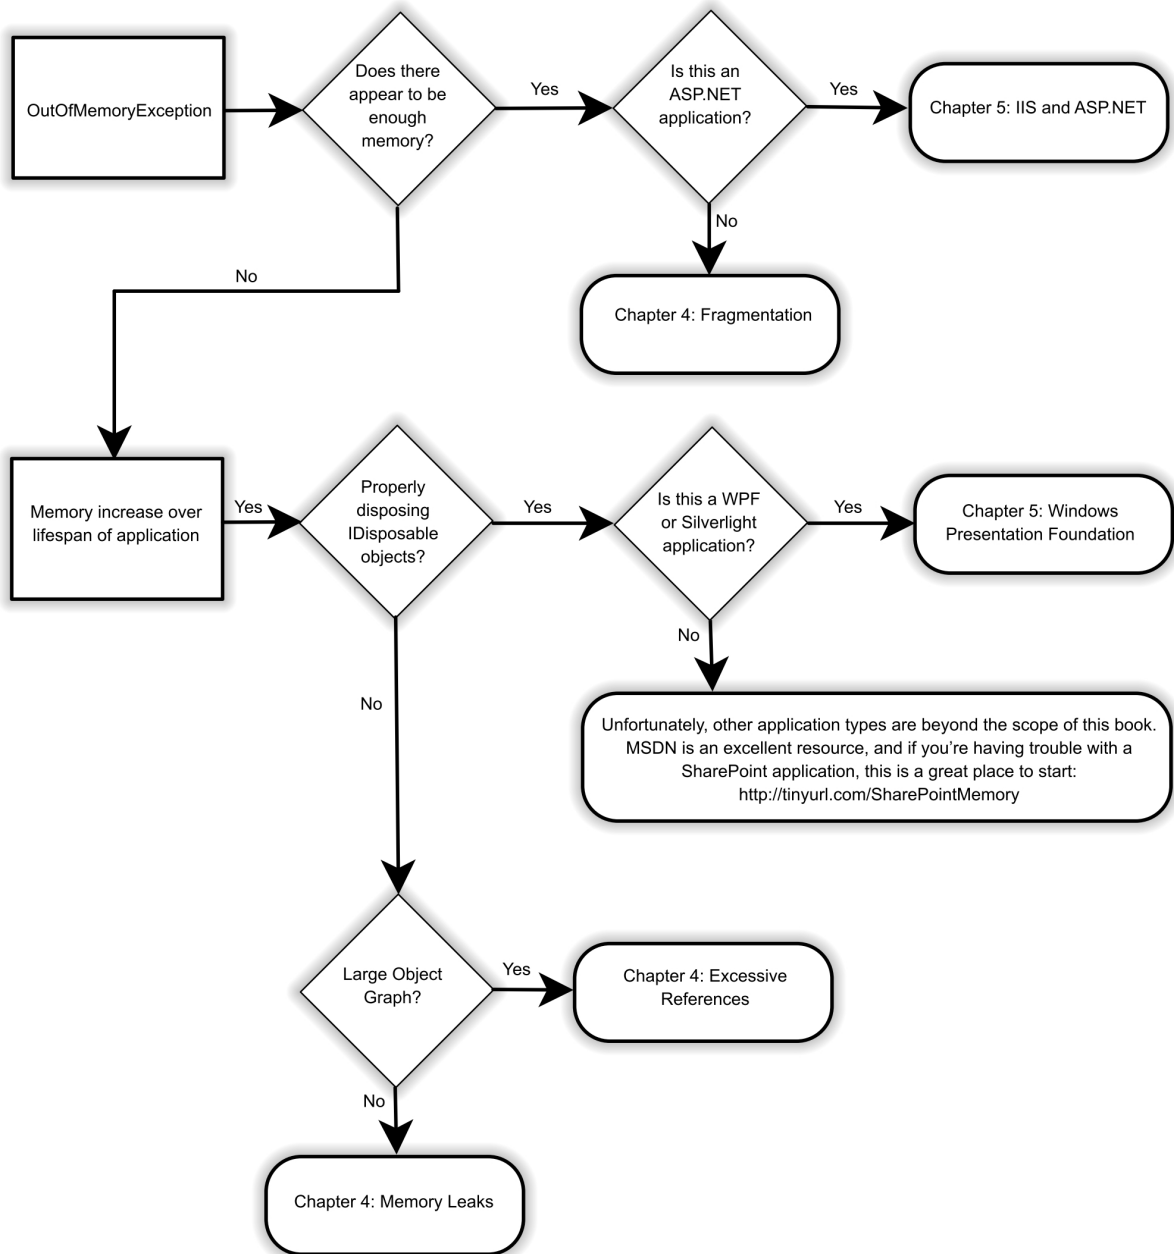 OutOfMemoryException
Does there
appear to be
enough
memory?
Yes
Is this an
ASP.NET
application?
Yes
Chapter 5: IIS and ASP.NET
No
Chapter 4: Fragmentation
No
Memory increase over
lifespan of application
Yes
Properly
disposing
IDisposable
objects?
Yes
Is this a WPF
or Silverlight
application?
Yes
Chapter 5: Windows
Presentation Foundation
No
Unfortunately, other application types are beyond the scope of this book.
MSDN is an excellent resource, and if you’re having trouble with a
SharePoint application, this is a great place to start:
http://tinyurl.com/SharePointMemory
No
Large Object
Graph?
Yes
Chapter 4: Excessive
References
No
Chapter 4: Memory Leaks